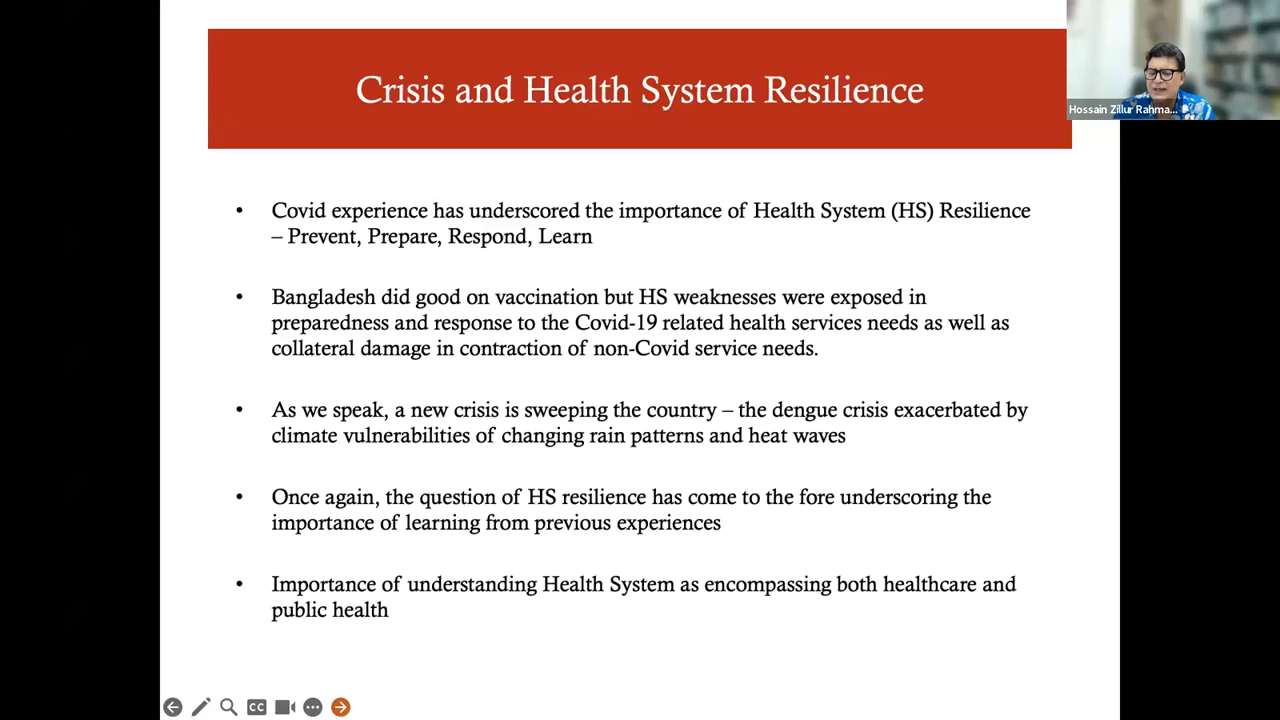 Crisis and Health System Resilience
Hossain Zillur Rahma...
• Covid experience has underscored the importance of Health System (HS) Resilience
– Prevent, Prepare, Respond, Learn
• Bangladesh did good on vaccination but HS weaknesses were exposed in
preparedness and response to the Covid-19 related health services needs as well as
collateral damage in contraction of non-Covid service needs.
• As we speak, a new crisis is sweeping the country – the dengue crisis exacerbated by
climate vulnerabilities of changing rain patterns and heat waves
• Once again, the question of HS resilience has come to the fore underscoring the
importance of learning from previous experiences
• Importance of understanding Health System as encompassing both healthcare and
public health
CC